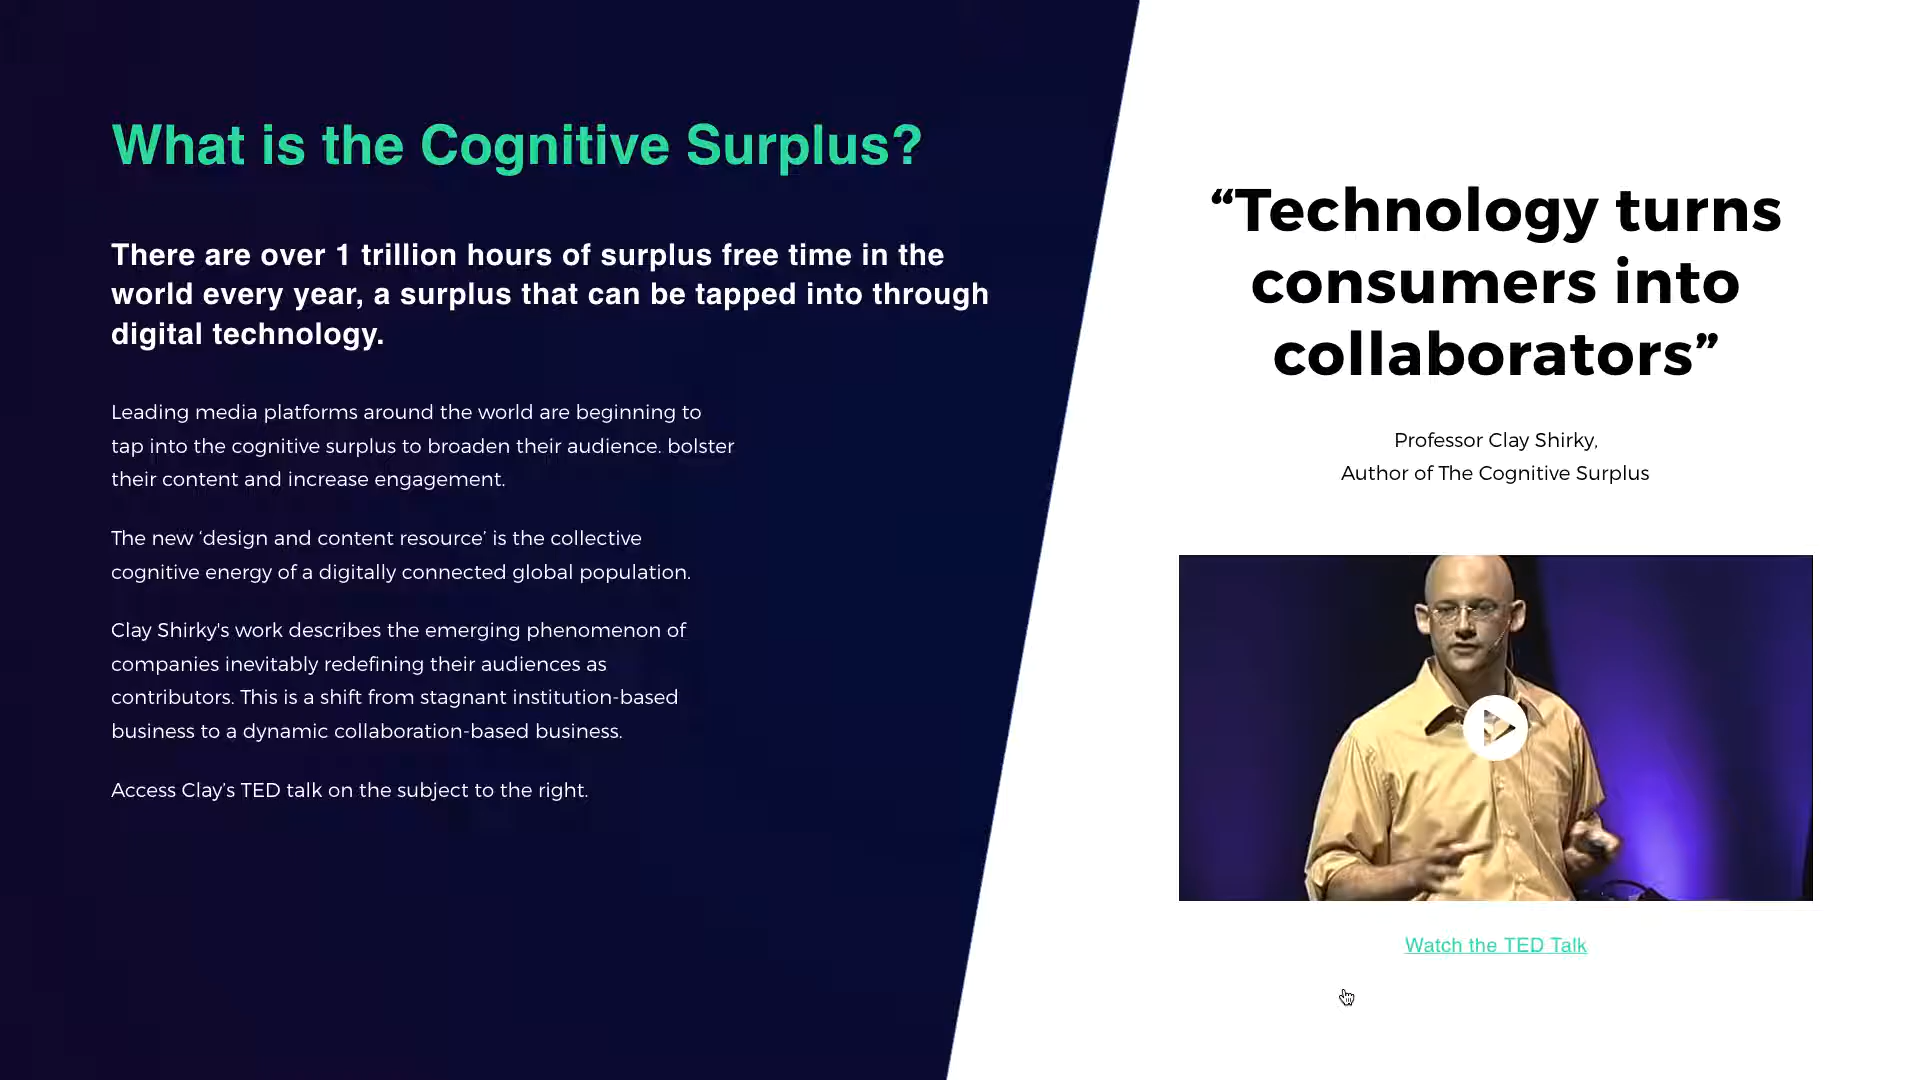 What is the Cognitive Surplus?
There are over 1 trillion hours of surplus free time in the
world every year, a surplus that can be tapped into through
digital technology.
Leading media platforms around the world are beginning to
tap into the cognitive surplus to broaden their audience. bolster
their content and increase engagement.
The new ‘design and content resource’ is the collective
cognitive energy of a digitally connected global population.
Clay Shirky's work describes the emerging phenomenon of
companies inevitably redefining their audiences as
contributors. This is a shift from stagnant institution-based
business to a dynamic collaboration-based business.
Access Clay’s TED talk on the subject to the right.
“Technology turns
consumers into
collaborators”
Professor Clay Shirky,
Author of The Cognitive Surplus
Watch the TED Talk